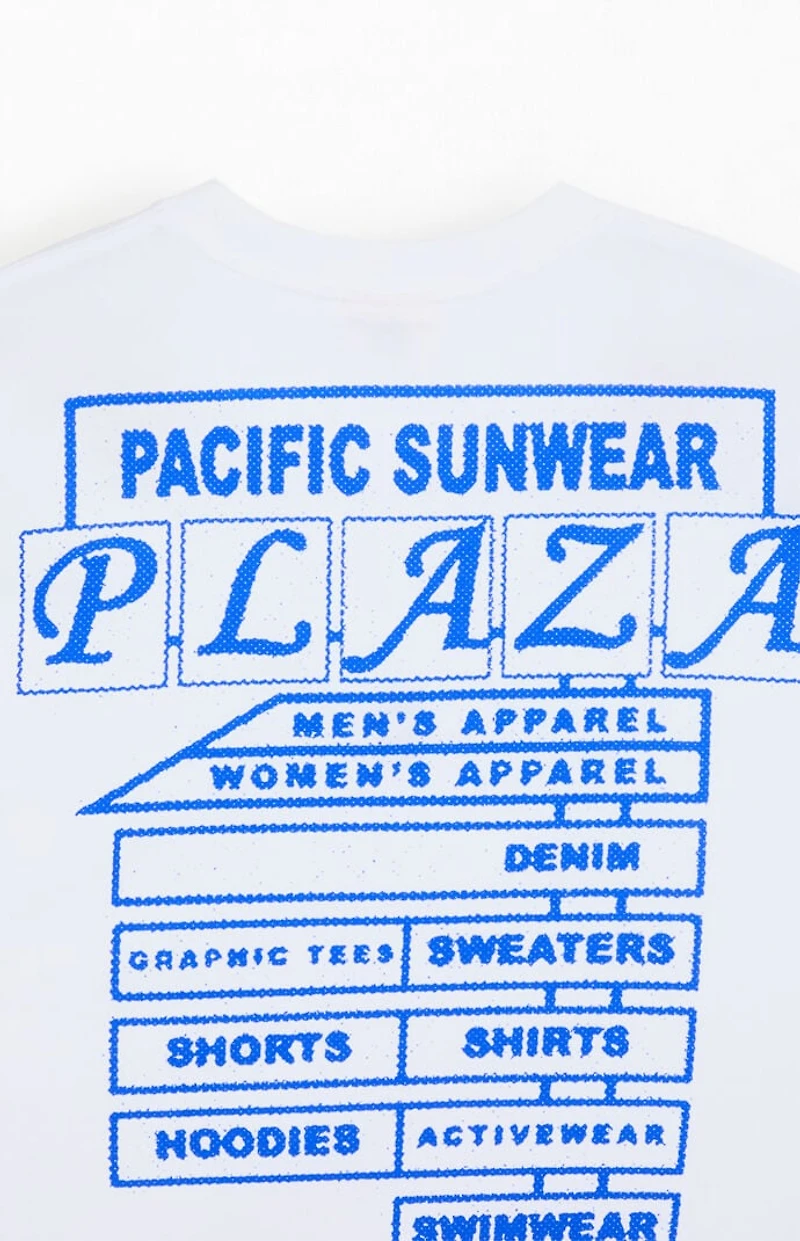 PACIFIC SUNWEAR
PLAZA
MEN'S APPAREL
WOMEN'S APPAREL
DENIM
GRAPHIC TEES SWEATERS
SHORTS SHIRTS
HOODIES ACTIVEWEAR
SWIMWEAR